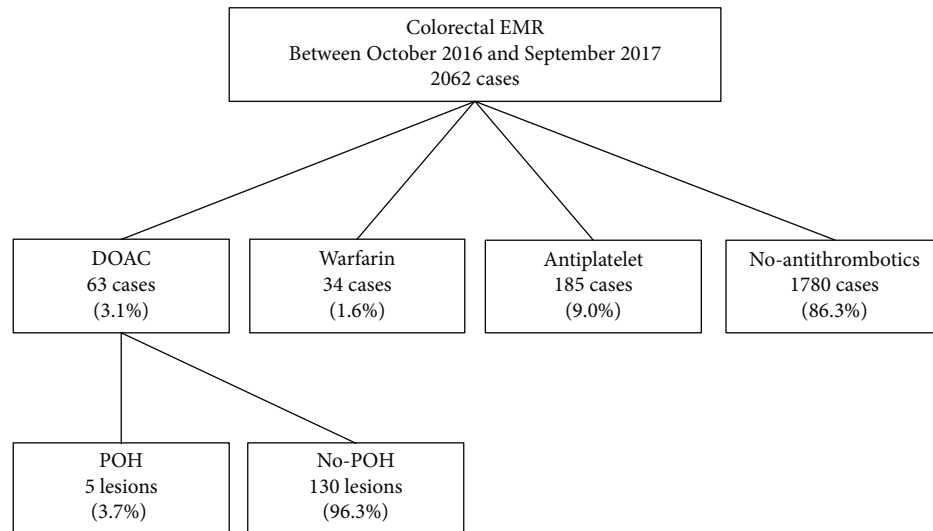 Colorectal EMR
Between October 2016 and September 2017
2062 cases
DOAC
63 cases
(3.1%)
Warfarin
34 cases
(1.6%)
Antiplatelet
185 cases
(9.0%)
No-antithrombotics
1780 cases
(86.3%)
POH
5 lesions
(3.7%)
No-POH
130 lesions
(96.3%)